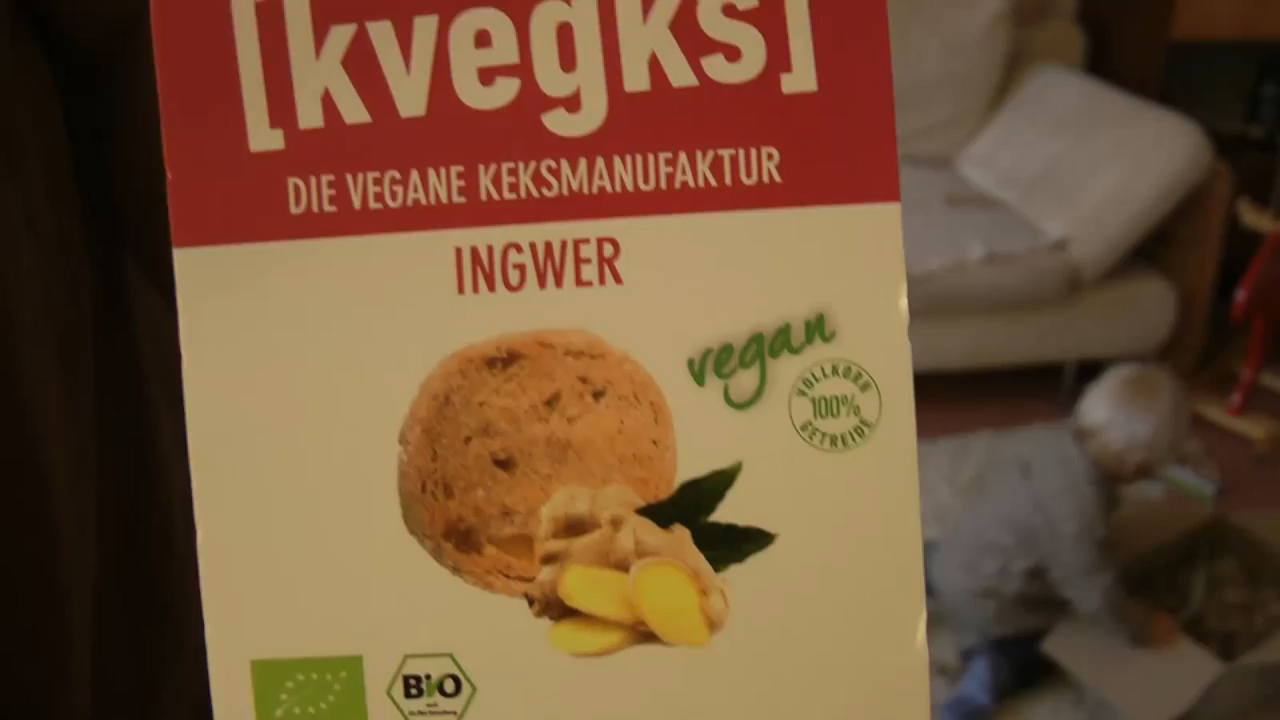 [kvegks]
DIE VEGANE KEKSMANUFAKTUR
INGWER
vegan
VOLLKORN
100%
GETREIDE
BIO